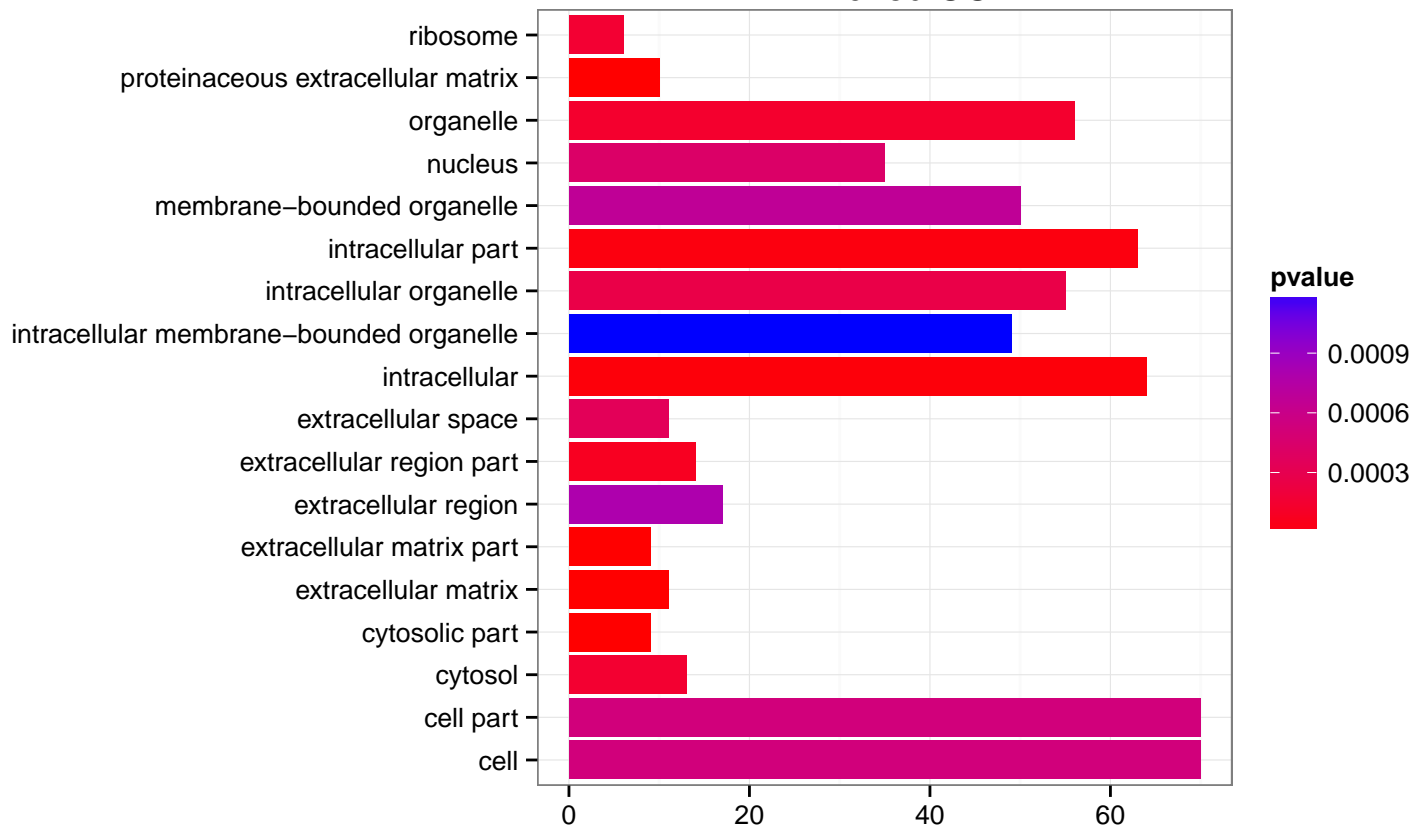 ribosome
proteinaceous extracellular matrix
organelle
nucleus
membrane−bounded organelle
intracellular part
intracellular organelle
intracellular membrane−bounded organelle
intracellular
extracellular space
extracellular region part
extracellular region
extracellular matrix part
extracellular matrix
cytosolic part
cytosol
cell part
cell
0 20 40 60
pvalue
0.0009
0.0006
0.0003